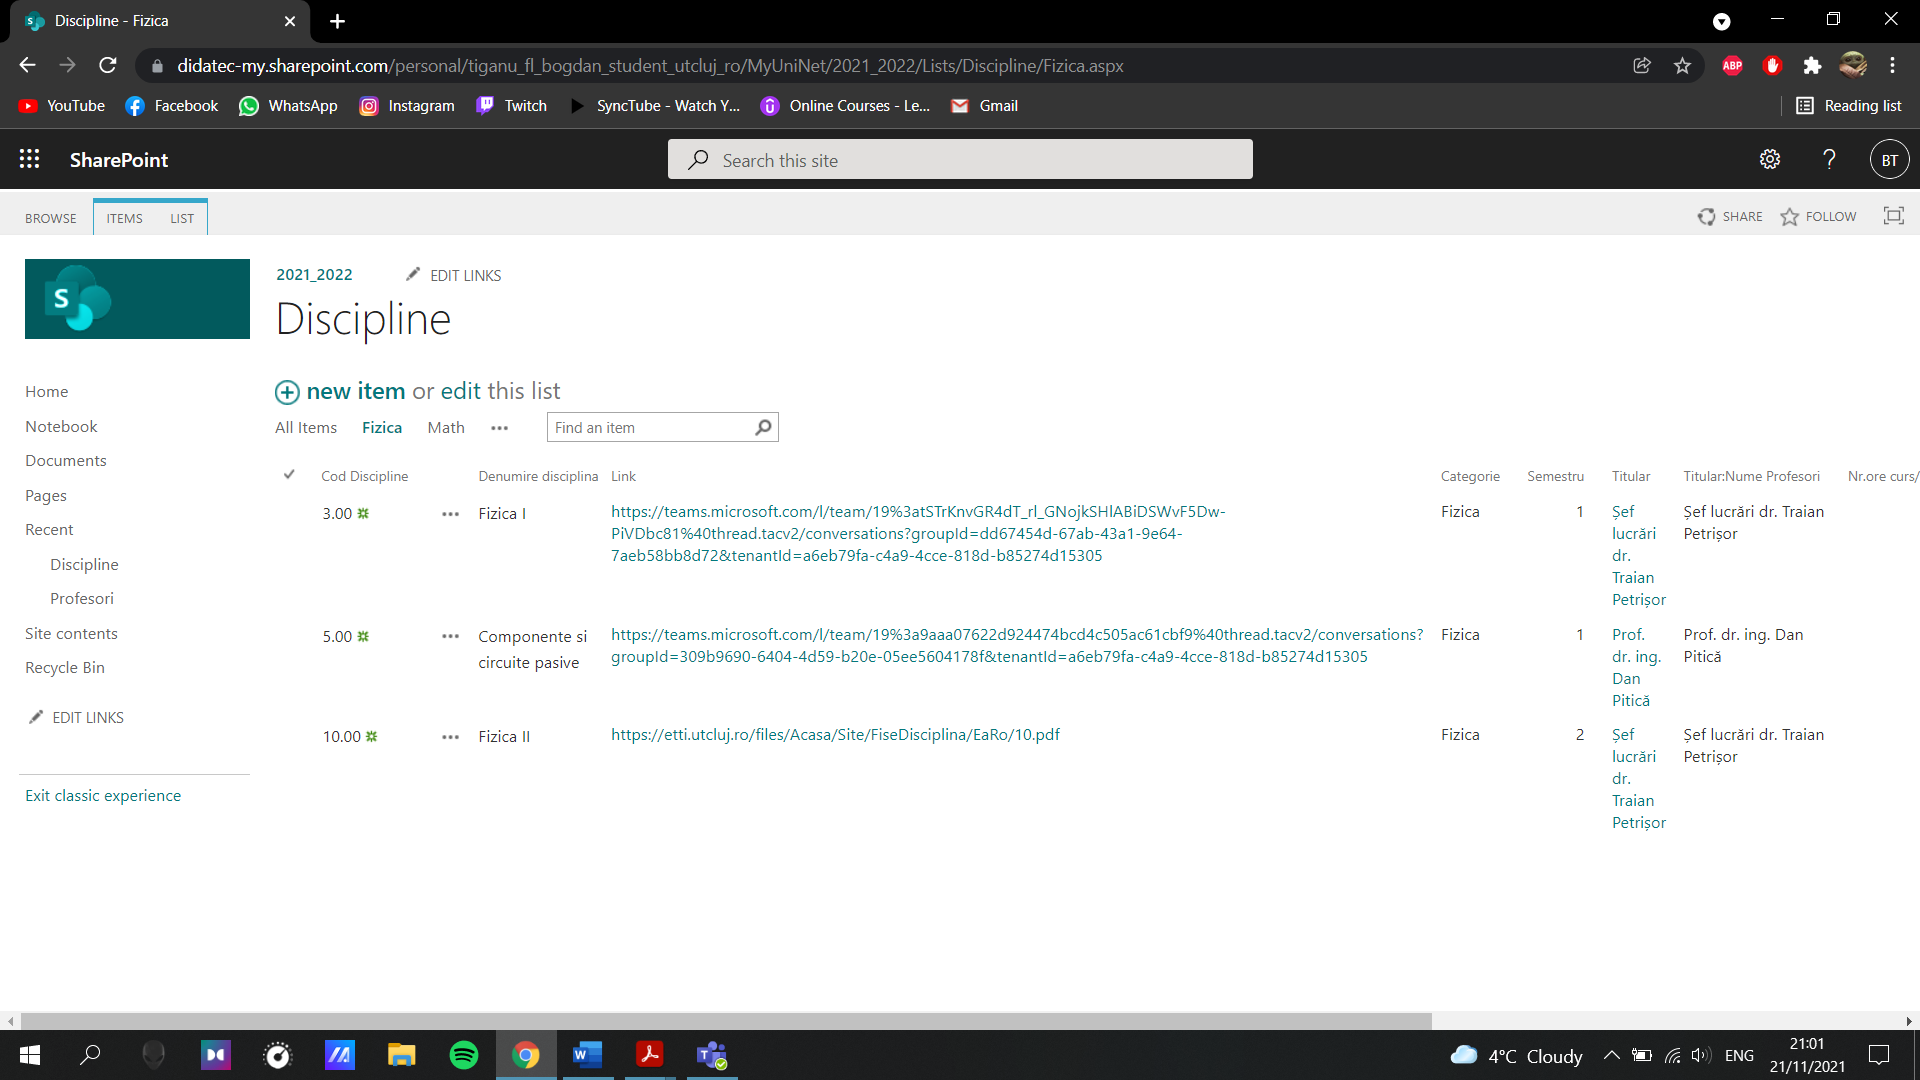 Discipline - Fizica
didatec-my.sharepoint.com/personal/tiganu_fl_bogdan_student_utcluj_ro/MyUniNet/2021_2022/Lists/Discipline/Fizica.aspx
ABP
YouTube Facebook WhatsApp Instagram Twitch SyncTube - Watch Y... Online Courses - Le... Gmail Reading list
SharePoint Search this site BT
BROWSE ITEMS LIST SHARE FOLLOW
S
2021_2022 EDIT LINKS
Discipline
Home
Notebook
Documents
Pages
Recent
Discipline
Profesori
Site contents
Recycle Bin
EDIT LINKS
Exit classic experience
new item or edit this list
All Items Fizica Math ••• Find an item
Cod Discipline Denumire disciplina Link Categorie Semestru Titular Titular:Nume Profesori Nr.ore curs/
3.00 ••• Fizica I https://teams.microsoft.com/l/team/19%3atSTrKnvGR4dT_rl_GNojkSHlABiDSWvF5Dw- Fizica 1 Șef Șef lucrări dr. Traian
PiVDbc81%40thread.tacv2/conversations?groupId=dd67454d-67ab-43a1-9e64- lucrări Petrișor
7aeb58bb8d72&tenantId=a6eb79fa-c4a9-4cce-818d-b85274d15305 dr.
Traian
Petrișor
5.00 ••• Componente si https://teams.microsoft.com/l/team/19%3a9aaa07622d924474bcd4c505ac61cbf9%40thread.tacv2/conversations? Fizica 1 Prof. Prof. dr. ing. Dan
circuite pasive groupId=309b9690-6404-4d59-b20e-05ee5604178f&tenantId=a6eb79fa-c4a9-4cce-818d-b85274d15305 dr. ing. Pitică
Dan
Pitică
10.00 ••• Fizica II https://etti.utcluj.ro/files/Acasa/Site/FiseDisciplina/EaRo/10.pdf Fizica 2 Șef Șef lucrări dr. Traian
lucrări Petrișor
dr.
Traian
Petrișor
4°C Cloudy ENG 21:01
21/11/2021